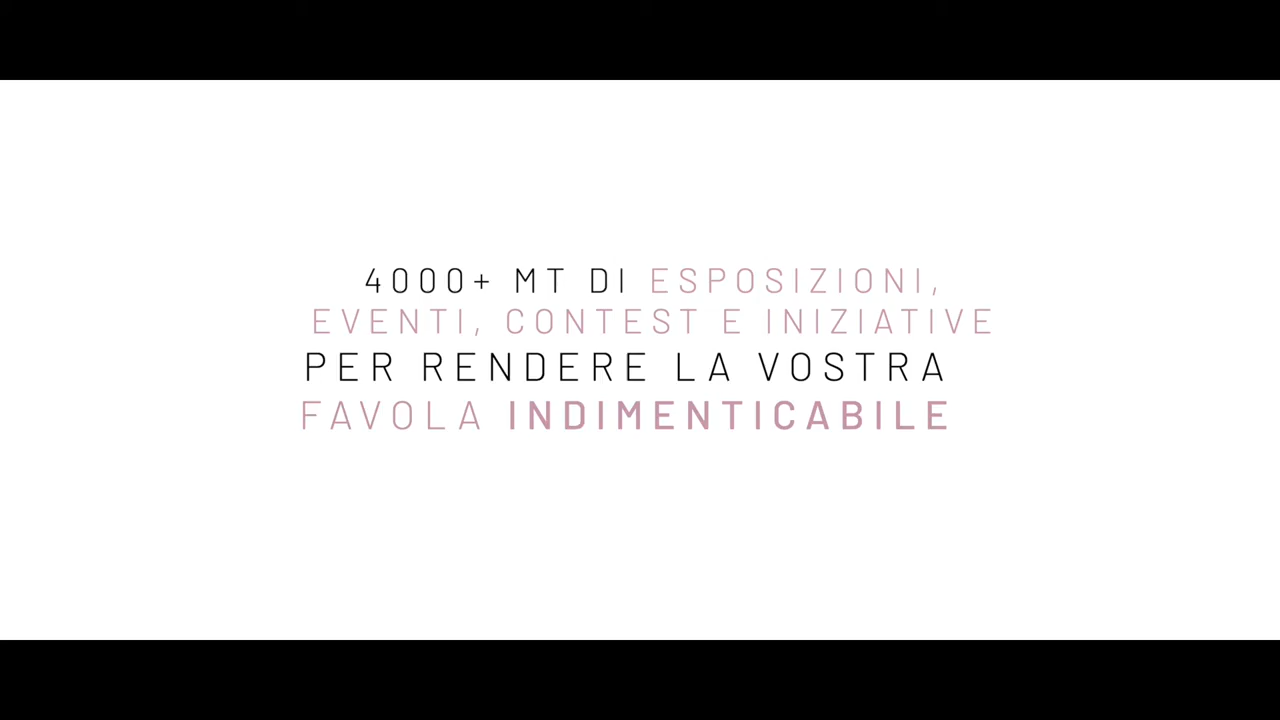 4000+ MT DI ESPOSIZIONI,
EVENTI, CONTEST E INIZIATIVE
PER RENDERE LA VOSTRA
FAVOLA INDIMENTICABILE